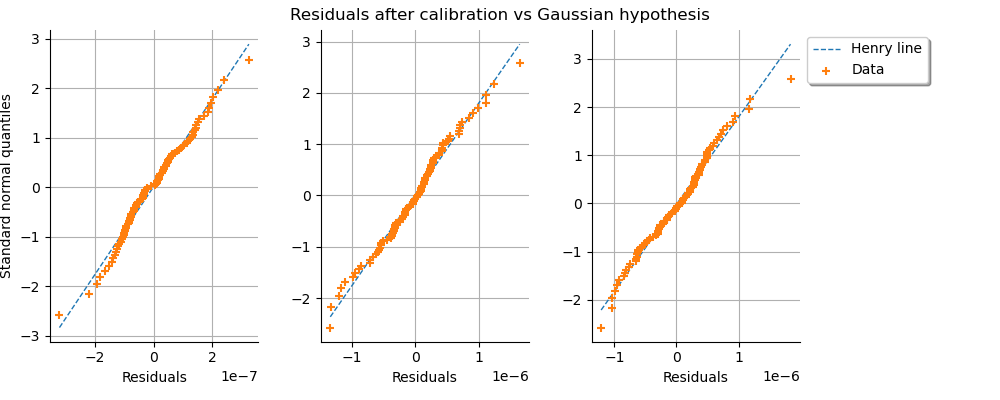 Residuals after calibration vs Gaussian hypothesis
Standard normal quantiles
3
2
1
0
−1
−2
−3
−2
0
2
1e−7
Residuals
3
2
1
0
−1
−2
−1
0
1
1e−6
Residuals
3
2
1
0
−1
−2
−1
0
1
1e−6
Residuals
Henry line
Data